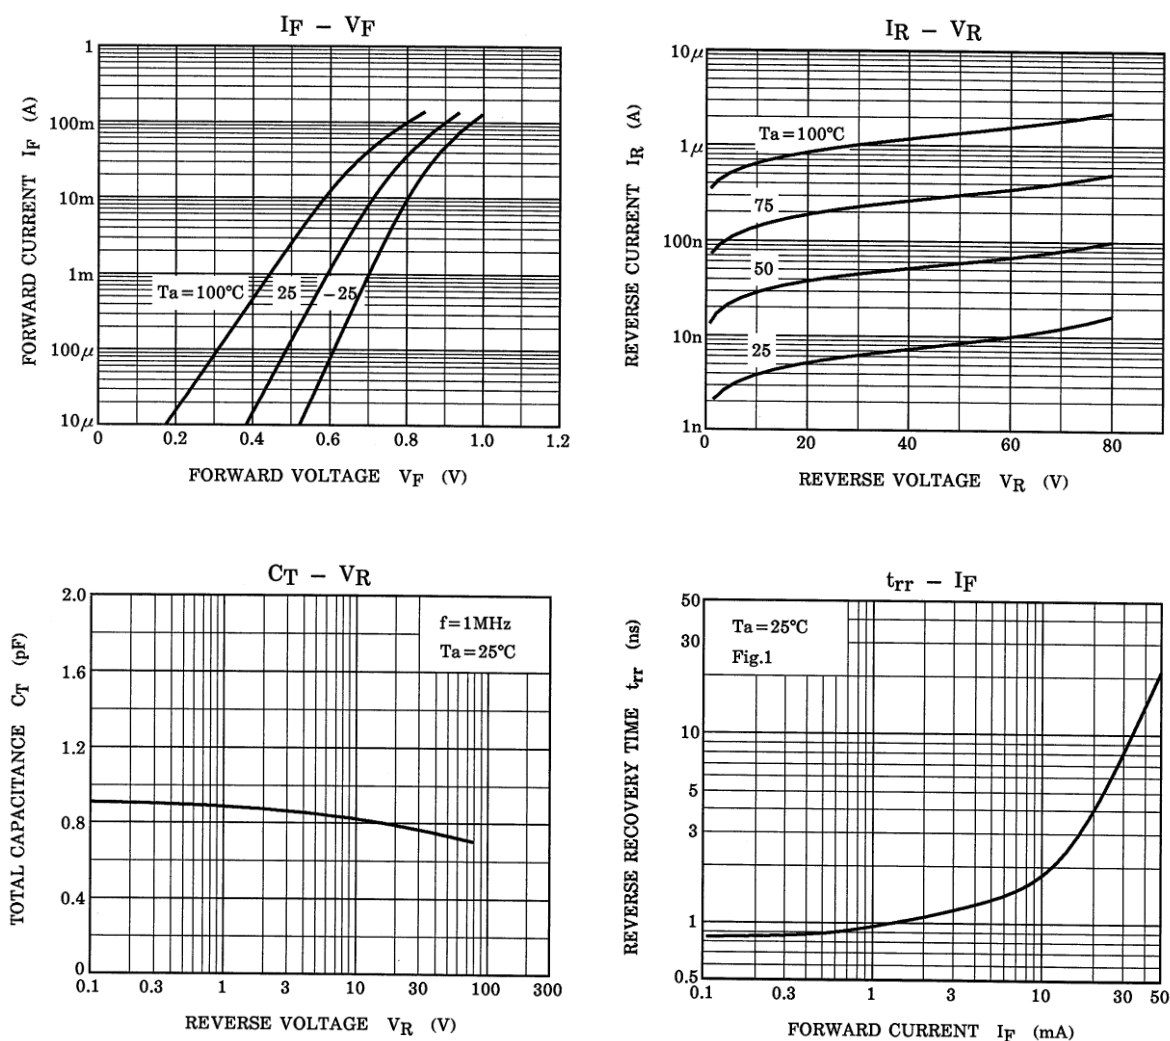 IF – VF
FORWARD CURRENT IF (A)
1
100m
10m
1m
100μ
10μ
Ta=100℃ 25 −25
0 0.2 0.4 0.6 0.8 1.0 1.2
FORWARD VOLTAGE VF (V)
IR – VR
REVERSE CURRENT IR (A)
10μ
1μ
100n
10n
1n
Ta=100℃
75
50
25
0 20 40 60 80
REVERSE VOLTAGE VR (V)
CT – VR
TOTAL CAPACITANCE CT (pF)
2.0
1.6
1.2
0.8
0.4
0
f=1MHz
Ta=25℃
0.1 0.3 1 3 10 30 100 300
REVERSE VOLTAGE VR (V)
trr – IF
REVERSE RECOVERY TIME trr (ns)
50
30
10
5
3
1
0.5
Ta=25℃
Fig.1
0.1 0.3 1 3 10 30 50
FORWARD CURRENT IF (mA)